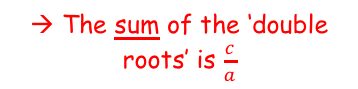 → The sum of the ‘double
roots’ is c/a